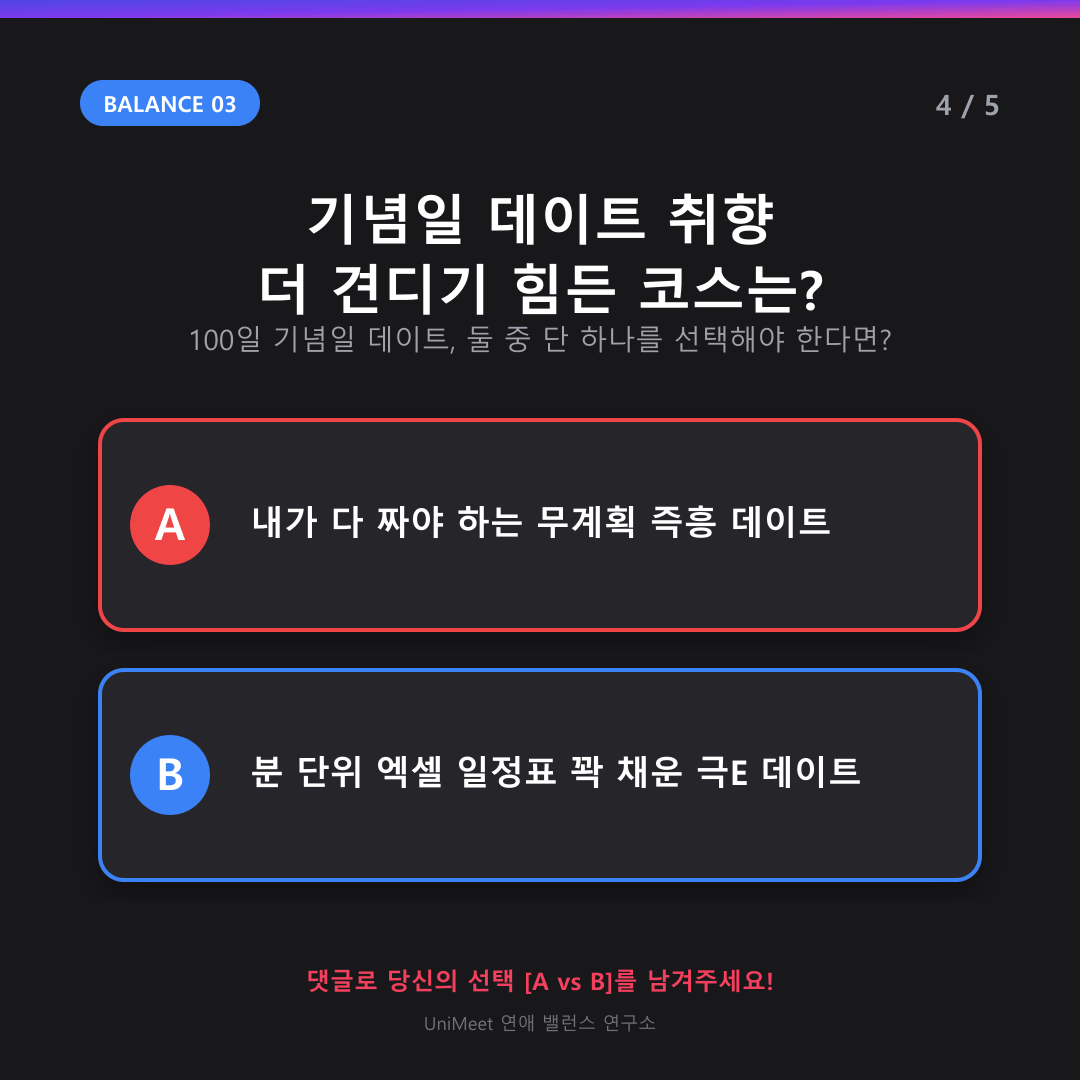 BALANCE 03
4 / 5
기념일 데이트 취향
더 견디기 힘든 코스는?
100일 기념일 데이트, 둘 중 단 하나를 선택해야 한다면?
A
내가 다 짜야 하는 무계획 즉흥 데이트
B
분 단위 엑셀 일정표 꽉 채운 극E 데이트
댓글로 당신의 선택 [A vs B]를 남겨주세요!
UniMeet 연애 밸런스 연구소